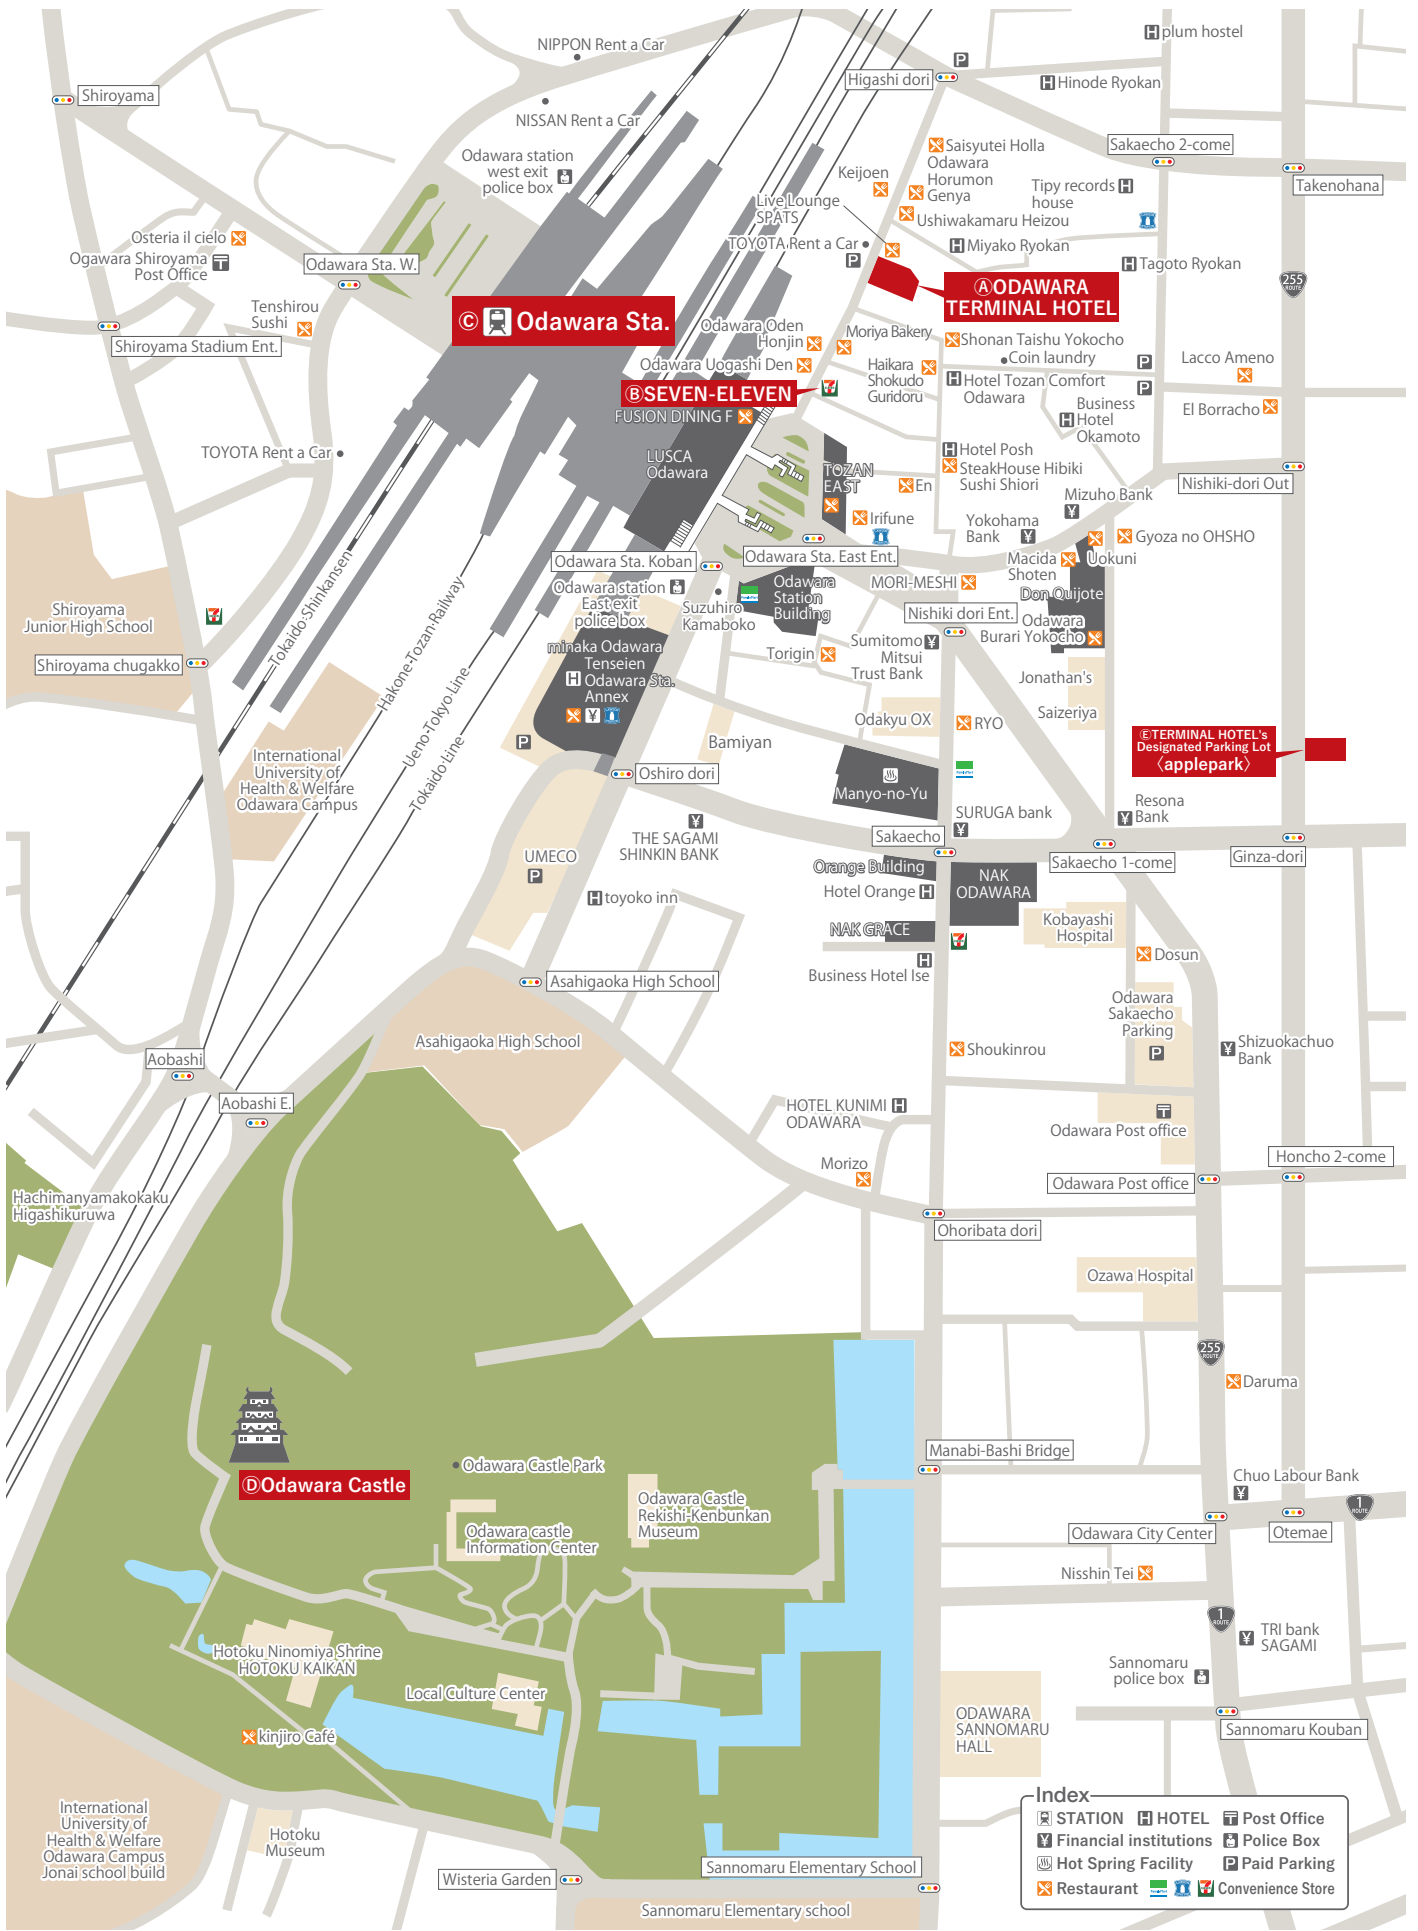 NIPPON Rent a Car
plum hostel
Higashi dori
P
Hinode Ryokan
Shiroyama
NISSAN Rent a Car
Odawara station
west exit
police box
Saisyutei Holla
Odawara
Horumon
Genya
Sakaecho 2-come
Keijoen
Tipy records
house
Takenohana
Live Lounge
SPATS
Ushiwakamaru Heizou
Osteria il cielo
TOYOTA Rent a Car
P
Miyako Ryokan
Ogawara Shiroyama
Post Office
Odawara Sta. W.
Tagoto Ryokan
255
ROUTE
ⒶODAWARA
TERMINAL HOTEL
Tenshirou
Sushi
Ⓒ Odawara Sta.
Odawara Oden
Honjin
Moriya Bakery
Shonan Taishu Yokocho
Coin laundry
P
Lacco Ameno
Shiroyama Stadium Ent.
Odawara Uogashi Den
Haikara
Shokudo
Guridoru
Hotel Tozan Comfort
Odawara
P
ⒷSEVEN-ELEVEN
FUSION DINING F
Business
Hotel
Okamoto
El Borracho
TOYOTA Rent a Car
LUSCA
Odawara
Hotel Posh
TOZAN
EAST
SteakHouse Hibiki
Sushi Shiori
En
Nishiki-dori Out
Mizuho Bank
Irifune
Yokohama
Bank
Gyoza no OHSHO
Odawara Sta. Koban
Odawara Sta. East Ent.
Macida
Shoten
Uokuni
Tokaido-Shinkansen
Hakone-Tozan-Railway
Ueno-Tokyo-Line
Tokaido-Line
Odawara station
East exit
police box
Suzuhiro
Kamaboko
Odawara
Station
Building
MORI-MESHI
Don Quijote
Shiroyama
Junior High School
Nishiki dori Ent.
Odawara
Burari Yokocho
Shiroyama chugakko
minaka Odawara
Tenseien
Odawara Sta.
Annex
Torigin
Sumitomo
Mitsui
Trust Bank
Jonathan's
Odakyu OX
RYO
Saizeriya
P
Bamiyan
ⒺTERMINAL HOTEL's
Designated Parking Lot
〈applepark〉
International
University of
Health & Welfare
Odawara Campus
Oshiro dori
Manyo-no-Yu
SURUGA bank
Resona
Bank
THE SAGAMI
SHINKIN BANK
Sakaecho
Sakaecho 1-come
Ginza-dori
UMECO
P
Orange Building
NAK
ODAWARA
toyoko inn
Hotel Orange
Kobayashi
Hospital
NAK GRACE
Dosun
Business Hotel Ise
Asahigaoka High School
Odawara
Sakaecho
Parking
P
Asahigaoka High School
Shoukinrou
Shizuokachuo
Bank
Aobashi
Aobashi E.
HOTEL KUNIMI
ODAWARA
Odawara Post office
Morizo
Honcho 2-come
Odawara Post office
Hachimanyamakokaku
Higashikuruwa
Ohoribata dori
Ozawa Hospital
255
ROUTE
Daruma
Manabi-Bashi Bridge
Odawara Castle Park
ⒹOdawara Castle
Chuo Labour Bank
Odawara Castle
Rekishi-Kenbunkan
Museum
1
ROUTE
Odawara castle
Information Center
Odawara City Center
Otemae
Nisshin Tei
1
ROUTE
TRI bank
SAGAMI
Hotoku Ninomiya Shrine
HOTOKU KAIKAN
Sannomaru
police box
Local Culture Center
ODAWARA
SANNOMARU
HALL
Sannomaru Kouban
kinjiro Café
International
University of
Health & Welfare
Odawara Campus
Jonai school build
Hotoku
Museum
Index
STATION H HOTEL Post Office
Financial institutions Police Box
Hot Spring Facility P Paid Parking
Restaurant Convenience Store
Wisteria Garden
Sannomaru Elementary School
Sannomaru Elementary school